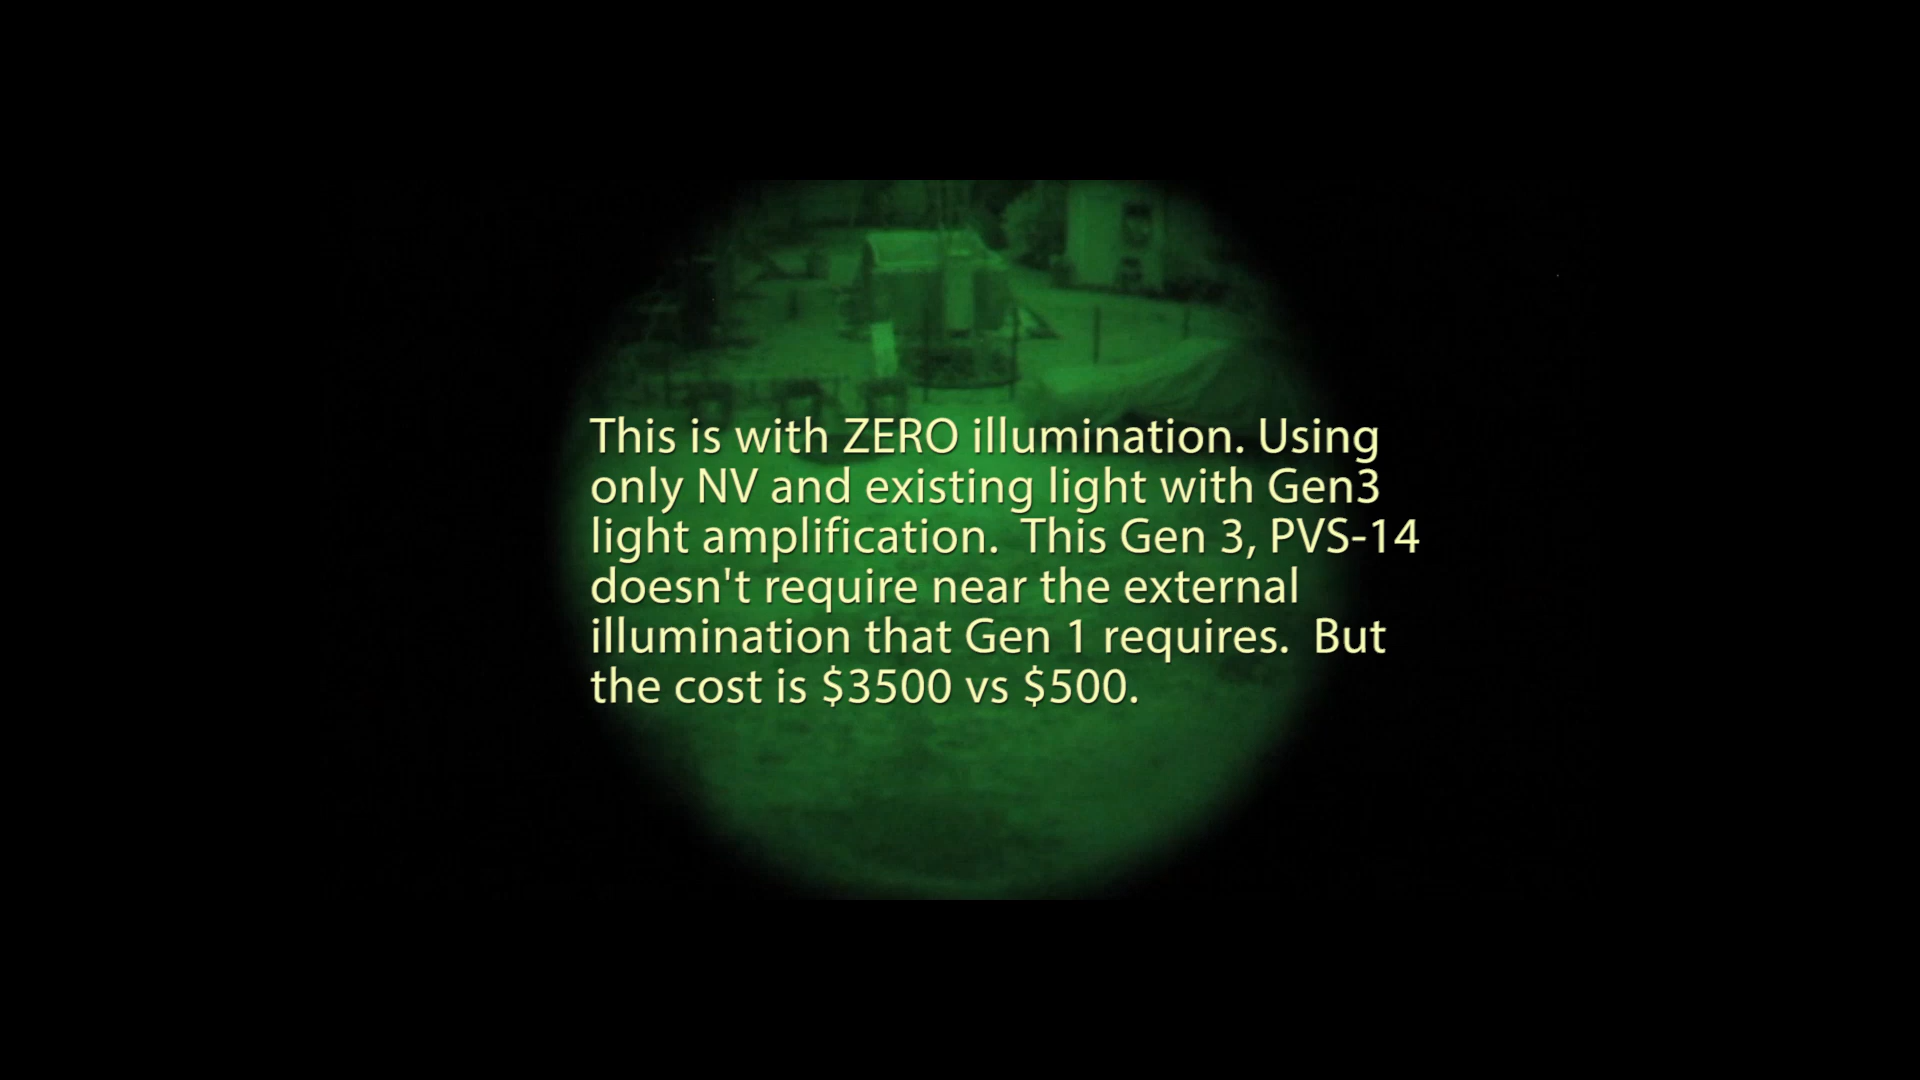 This is with ZERO illumination. Using
only NV and existing light with Gen3
light amplification.  This Gen 3, PVS-14
doesn't require near the external
illumination that Gen 1 requires.  But
the cost is $3500 vs $500.